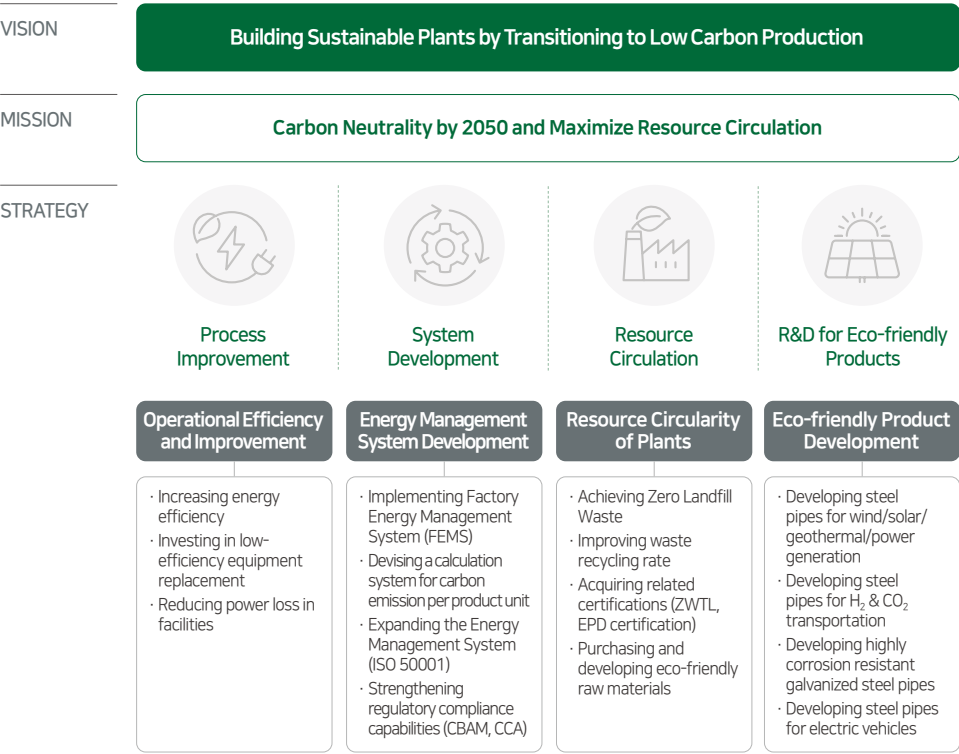 VISION
Building Sustainable Plants by Transitioning to Low Carbon Production
MISSION
Carbon Neutrality by 2050 and Maximize Resource Circulation
STRATEGY
Process
Improvement
System
Development
Resource
Circulation
R&D for Eco-friendly
Products
Operational Efficiency
and Improvement
Energy Management
System Development
Resource Circularity
of Plants
Eco-friendly Product
Development
· Increasing energy
efficiency
· Investing in low-
efficiency equipment
replacement
· Reducing power loss in
facilities
· Implementing Factory
Energy Management
System (FEMS)
· Devising a calculation
system for carbon
emission per product unit
· Expanding the Energy
Management System
(ISO 50001)
· Strengthening
regulatory compliance
capabilities (CBAM, CCA)
· Achieving Zero Landfill
Waste
· Improving waste
recycling rate
· Acquiring related
certifications (ZWTL,
EPD certification)
· Purchasing and
developing eco-friendly
raw materials
· Developing steel
pipes for wind/solar/
geothermal/power
generation
· Developing steel
pipes for H₂ & CO₂
transportation
· Developing highly
corrosion resistant
galvanized steel pipes
· Developing steel pipes
for electric vehicles